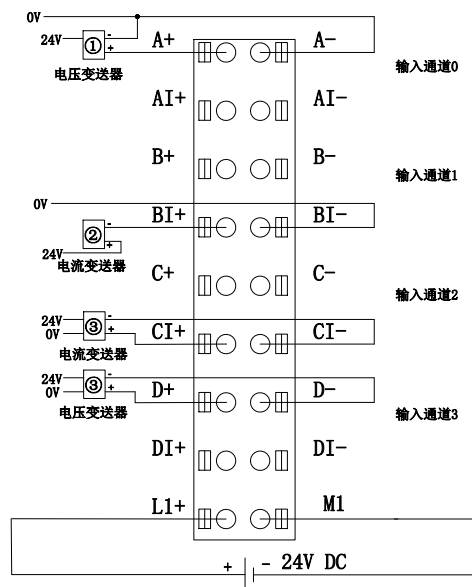 0V
24V ① - +
电压变送器
A+ A-
输入通道0
AI+ AI-
B+ B-
输入通道1
0V
BI+ BI-
② - +
24V
电流变送器
C+ C-
输入通道2
24V ③ - +
0V
CI+ CI-
电流变送器
24V ③ - +
0V
D+ D-
电压变送器
输入通道3
DI+ DI-
L1+ M1
+ - 24V DC